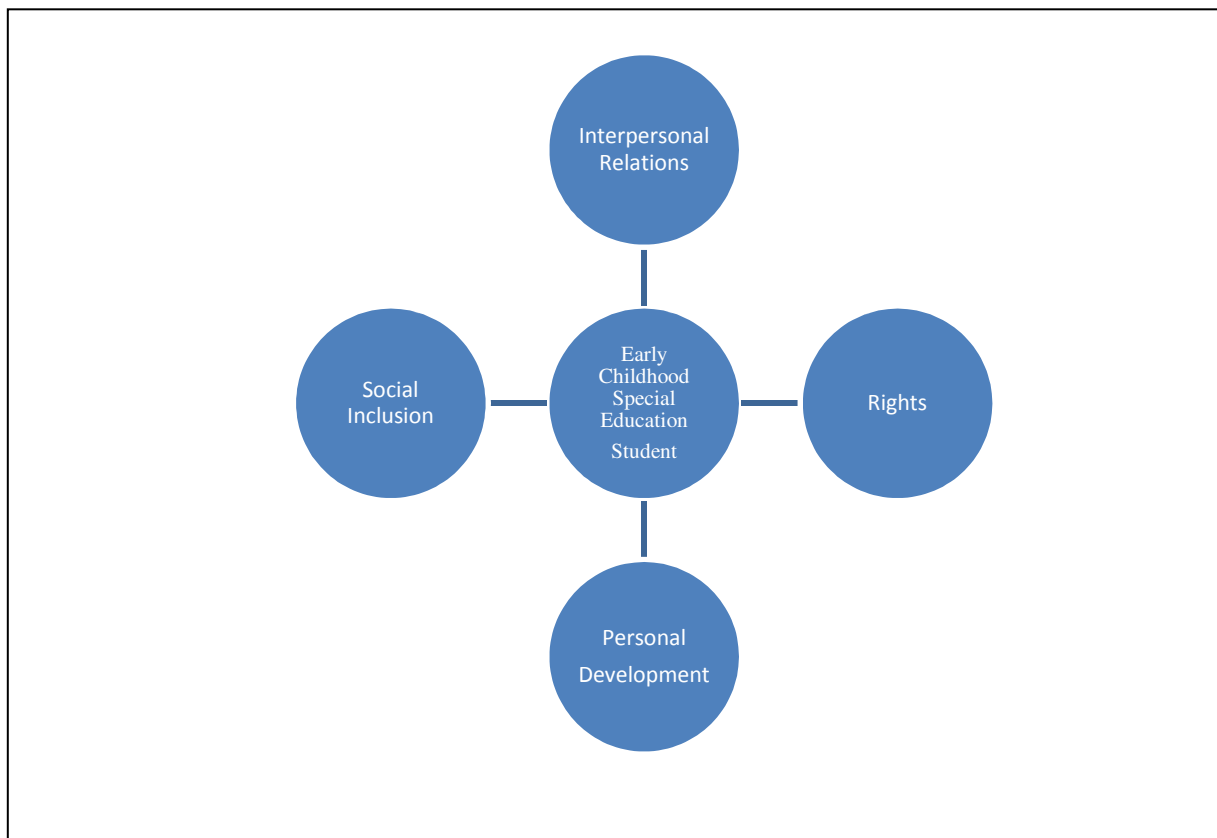 Interpersonal
Relations
Social
Inclusion
Early
Childhood
Special
Education
Student
Rights
Personal
Development